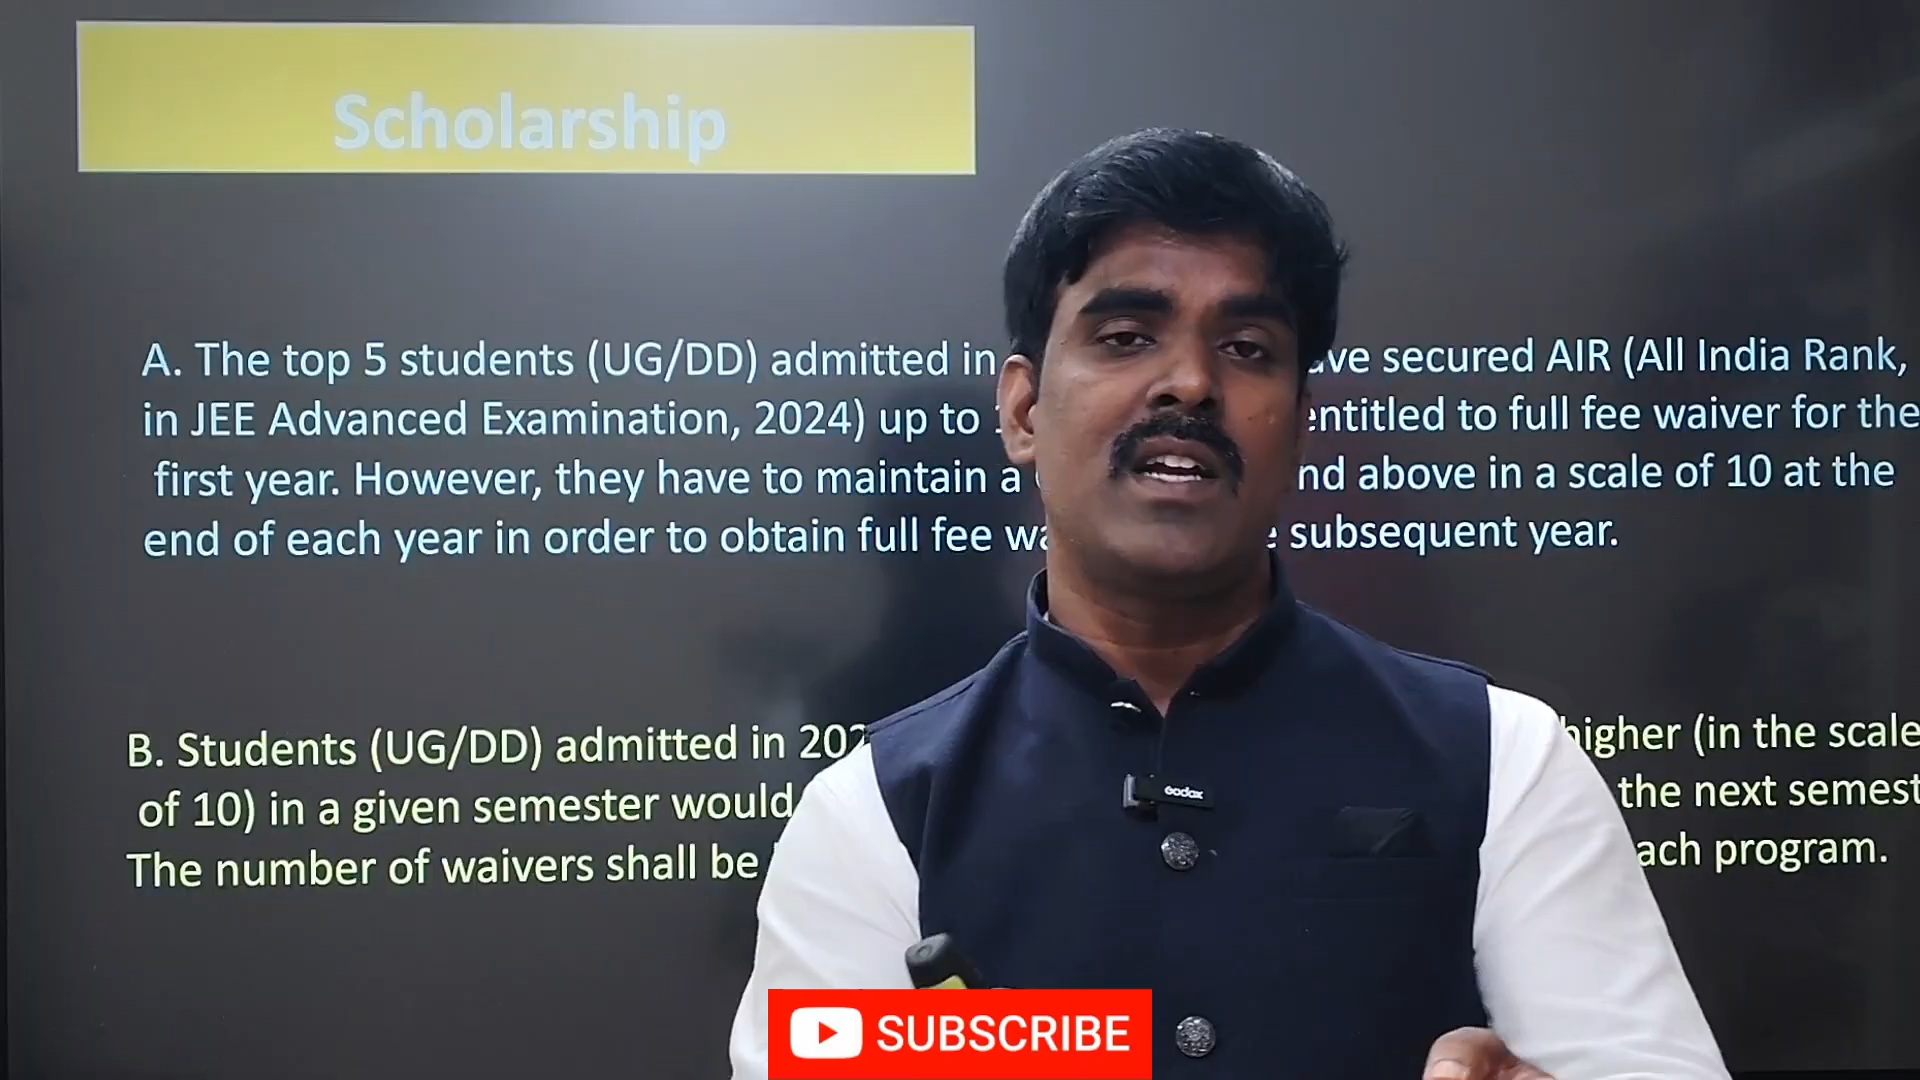 Scholarship
A. The top 5 students (UG/DD) admitted in secured AIR (All India Rank,
in JEE Advanced Examination, 2024) up to entitled to full fee waiver for the
first year. However, they have to maintain a above in a scale of 10 at the
end of each year in order to obtain full fee subsequent year.
B. Students (UG/DD) admitted in higher (in the scale
of 10) in a given semester would the next
The number of waivers shall be program.
Godox
SUBSCRIBE